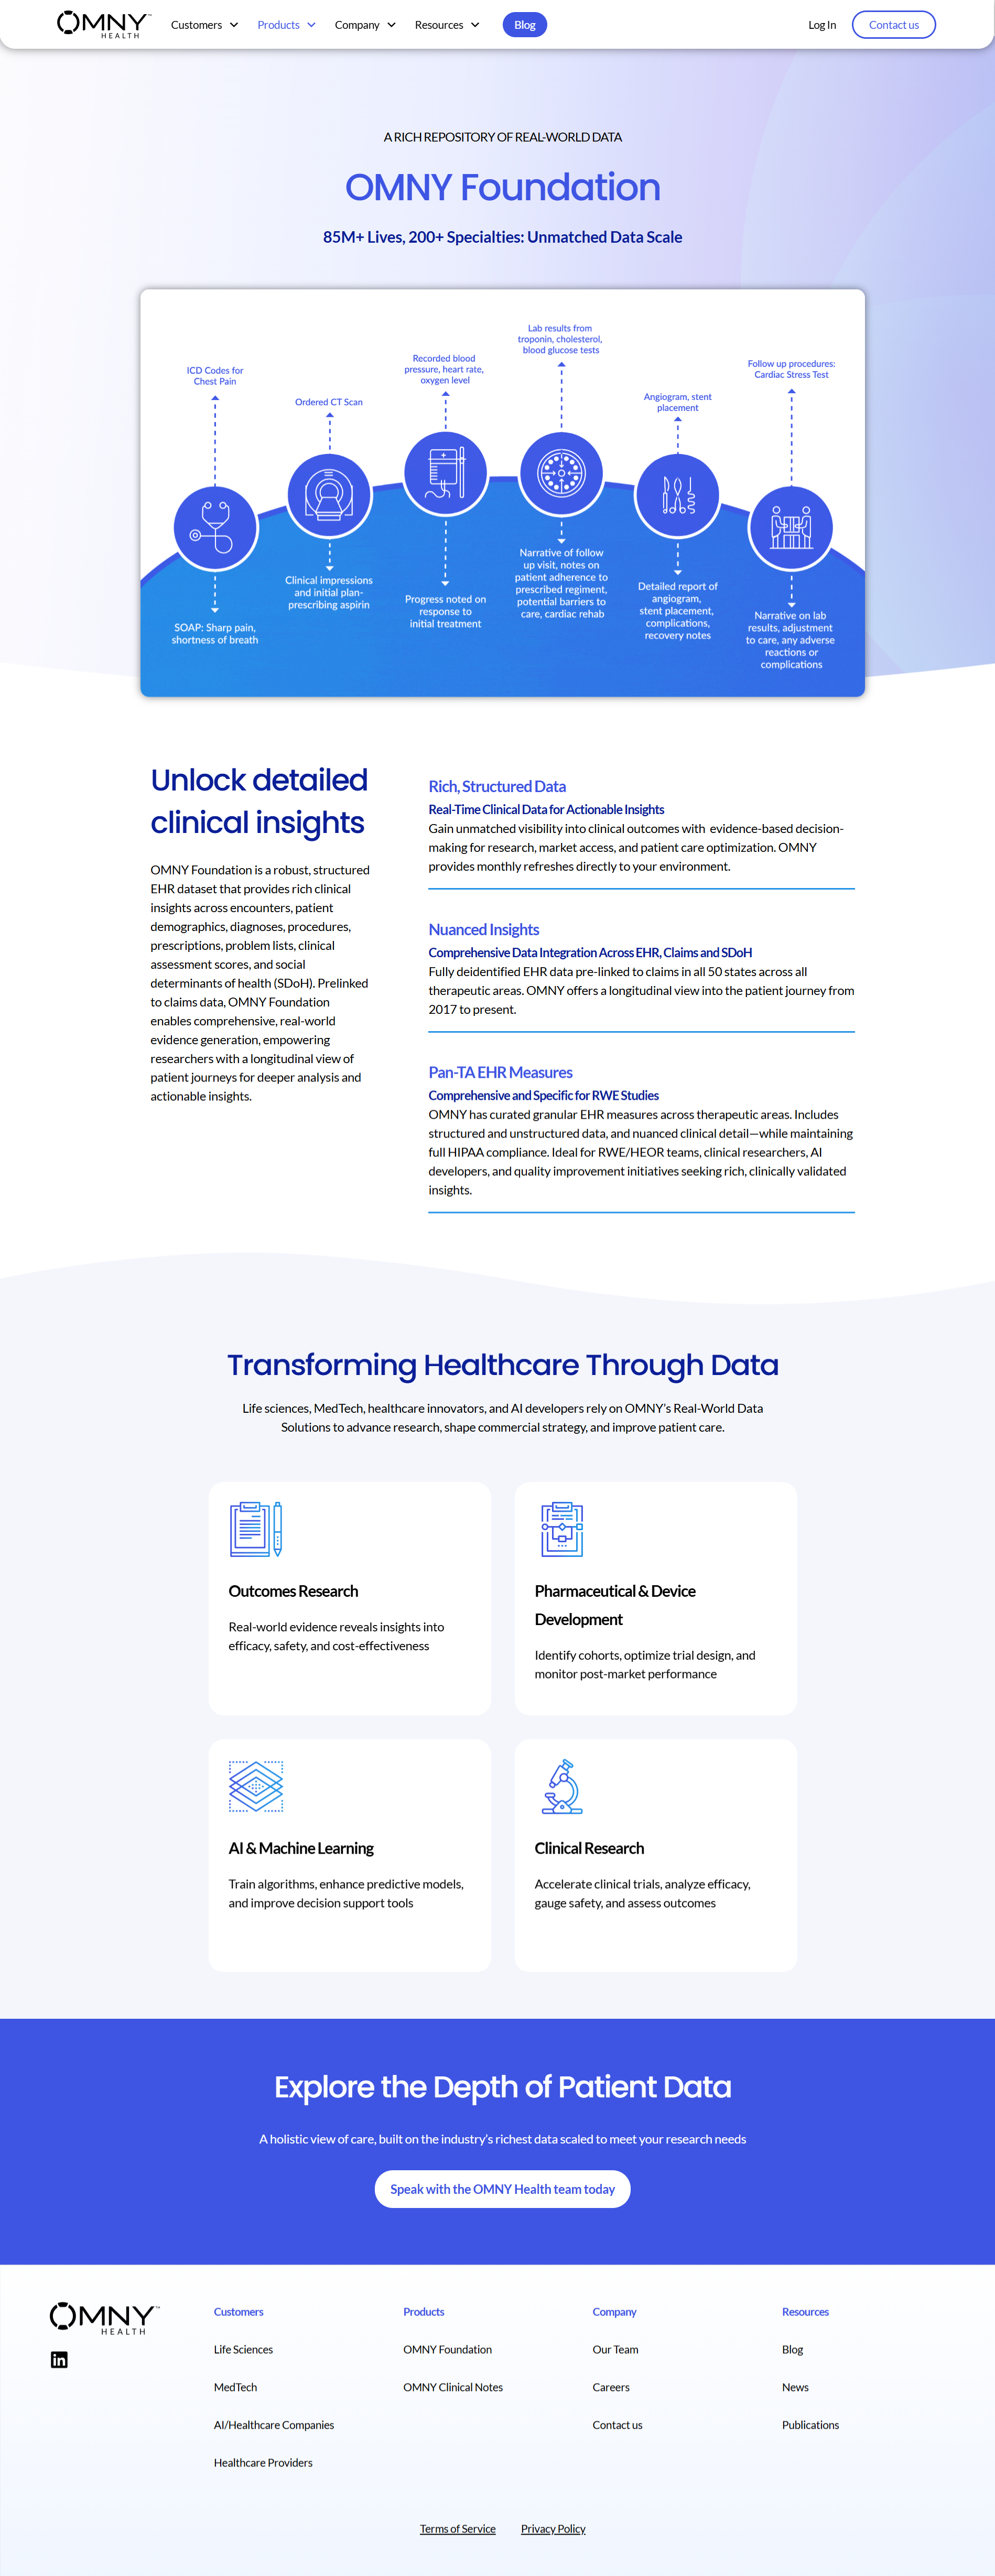 OMNY™
HEALTH
Customers
Products
Company
Resources
Blog
Log In
Contact us
A RICH REPOSITORY OF REAL-WORLD DATA
OMNY Foundation
85M+ Lives, 200+ Specialties: Unmatched Data Scale
ICD Codes for
Chest Pain
SOAP: Sharp pain,
shortness of breath
Ordered CT Scan
Clinical impressions
and initial plan-
prescribing aspirin
Recorded blood
pressure, heart rate,
oxygen level
Progress noted on
response to
initial treatment
Lab results from
troponin, cholesterol,
blood glucose tests
Narrative of follow
up visit, notes on
patient adherence to
prescribed regiment,
potential barriers to
care, cardiac rehab
Angiogram, stent
placement
Detailed report of
angiogram,
stent placement,
complications,
recovery notes
Follow up procedures:
Cardiac Stress Test
Narrative on lab
results, adjustment
to care, any adverse
reactions or
complications
Unlock detailed
clinical insights
OMNY Foundation is a robust, structured
EHR dataset that provides rich clinical
insights across encounters, patient
demographics, diagnoses, procedures,
prescriptions, problem lists, clinical
assessment scores, and social
determinants of health (SDoH). Prelinked
to claims data, OMNY Foundation
enables comprehensive, real-world
evidence generation, empowering
researchers with a longitudinal view of
patient journeys for deeper analysis and
actionable insights.
Rich, Structured Data
Real-Time Clinical Data for Actionable Insights
Gain unmatched visibility into clinical outcomes with evidence-based decision-
making for research, market access, and patient care optimization. OMNY
provides monthly refreshes directly to your environment.
Nuanced Insights
Comprehensive Data Integration Across EHR, Claims and SDoH
Fully deidentified EHR data pre-linked to claims in all 50 states across all
therapeutic areas. OMNY offers a longitudinal view into the patient journey from
2017 to present.
Pan-TA EHR Measures
Comprehensive and Specific for RWE Studies
OMNY has curated granular EHR measures across therapeutic areas. Includes
structured and unstructured data, and nuanced clinical detail—while maintaining
full HIPAA compliance. Ideal for RWE/HEOR teams, clinical researchers, AI
developers, and quality improvement initiatives seeking rich, clinically validated
insights.
Transforming Healthcare Through Data
Life sciences, MedTech, healthcare innovators, and AI developers rely on OMNY’s Real-World Data
Solutions to advance research, shape commercial strategy, and improve patient care.
Outcomes Research
Real-world evidence reveals insights into
efficacy, safety, and cost-effectiveness
Pharmaceutical & Device
Development
Identify cohorts, optimize trial design, and
monitor post-market performance
AI & Machine Learning
Train algorithms, enhance predictive models,
and improve decision support tools
Clinical Research
Accelerate clinical trials, analyze efficacy,
gauge safety, and assess outcomes
Explore the Depth of Patient Data
A holistic view of care, built on the industry’s richest data scaled to meet your research needs
Speak with the OMNY Health team today
OMNY™
HEALTH
in
Customers
Life Sciences
MedTech
AI/Healthcare Companies
Healthcare Providers
Products
OMNY Foundation
OMNY Clinical Notes
Company
Our Team
Careers
Contact us
Resources
Blog
News
Publications
Terms of Service
Privacy Policy